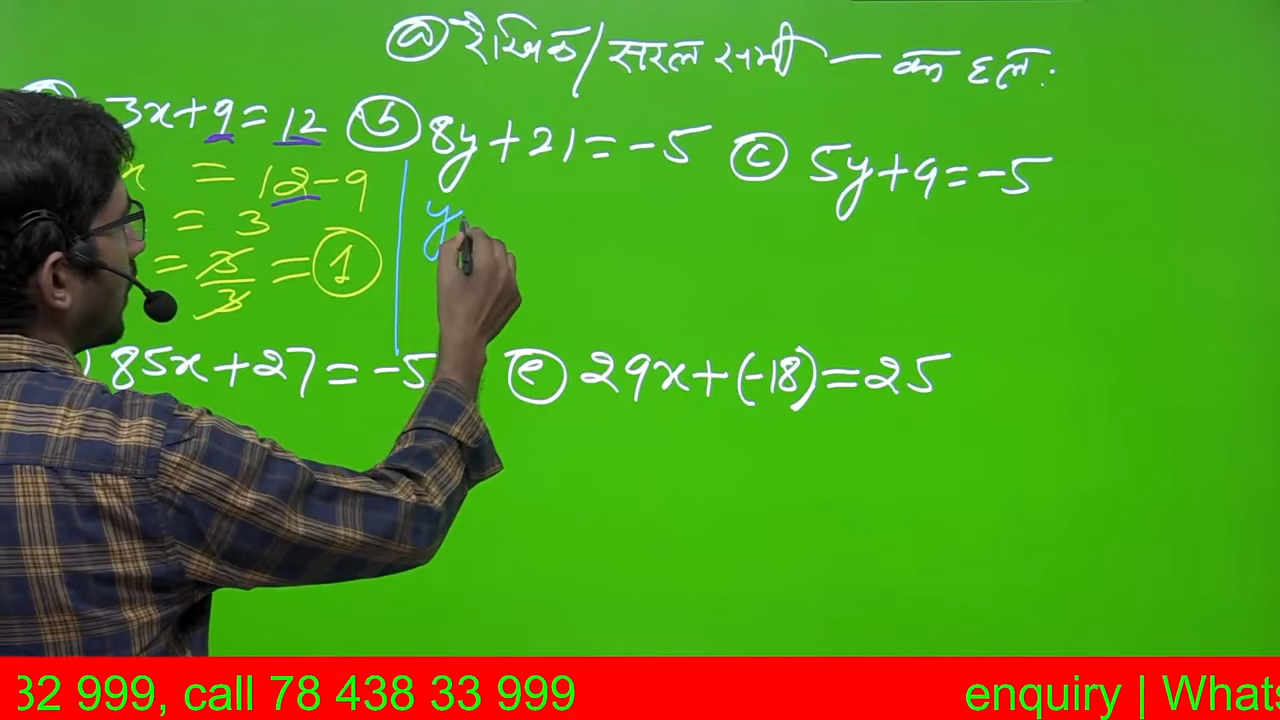 (A) रैखिक/सरल समी — का हल:
3x+9=12 (b) 8y+21=-5 (c) 5y+9=-5
x = 12-9
= 3
= 3/3 = 1
y
85x+27=-5 (e) 29x+(-18)=25
32 999, call 78 438 33 999 enquiry | Whats